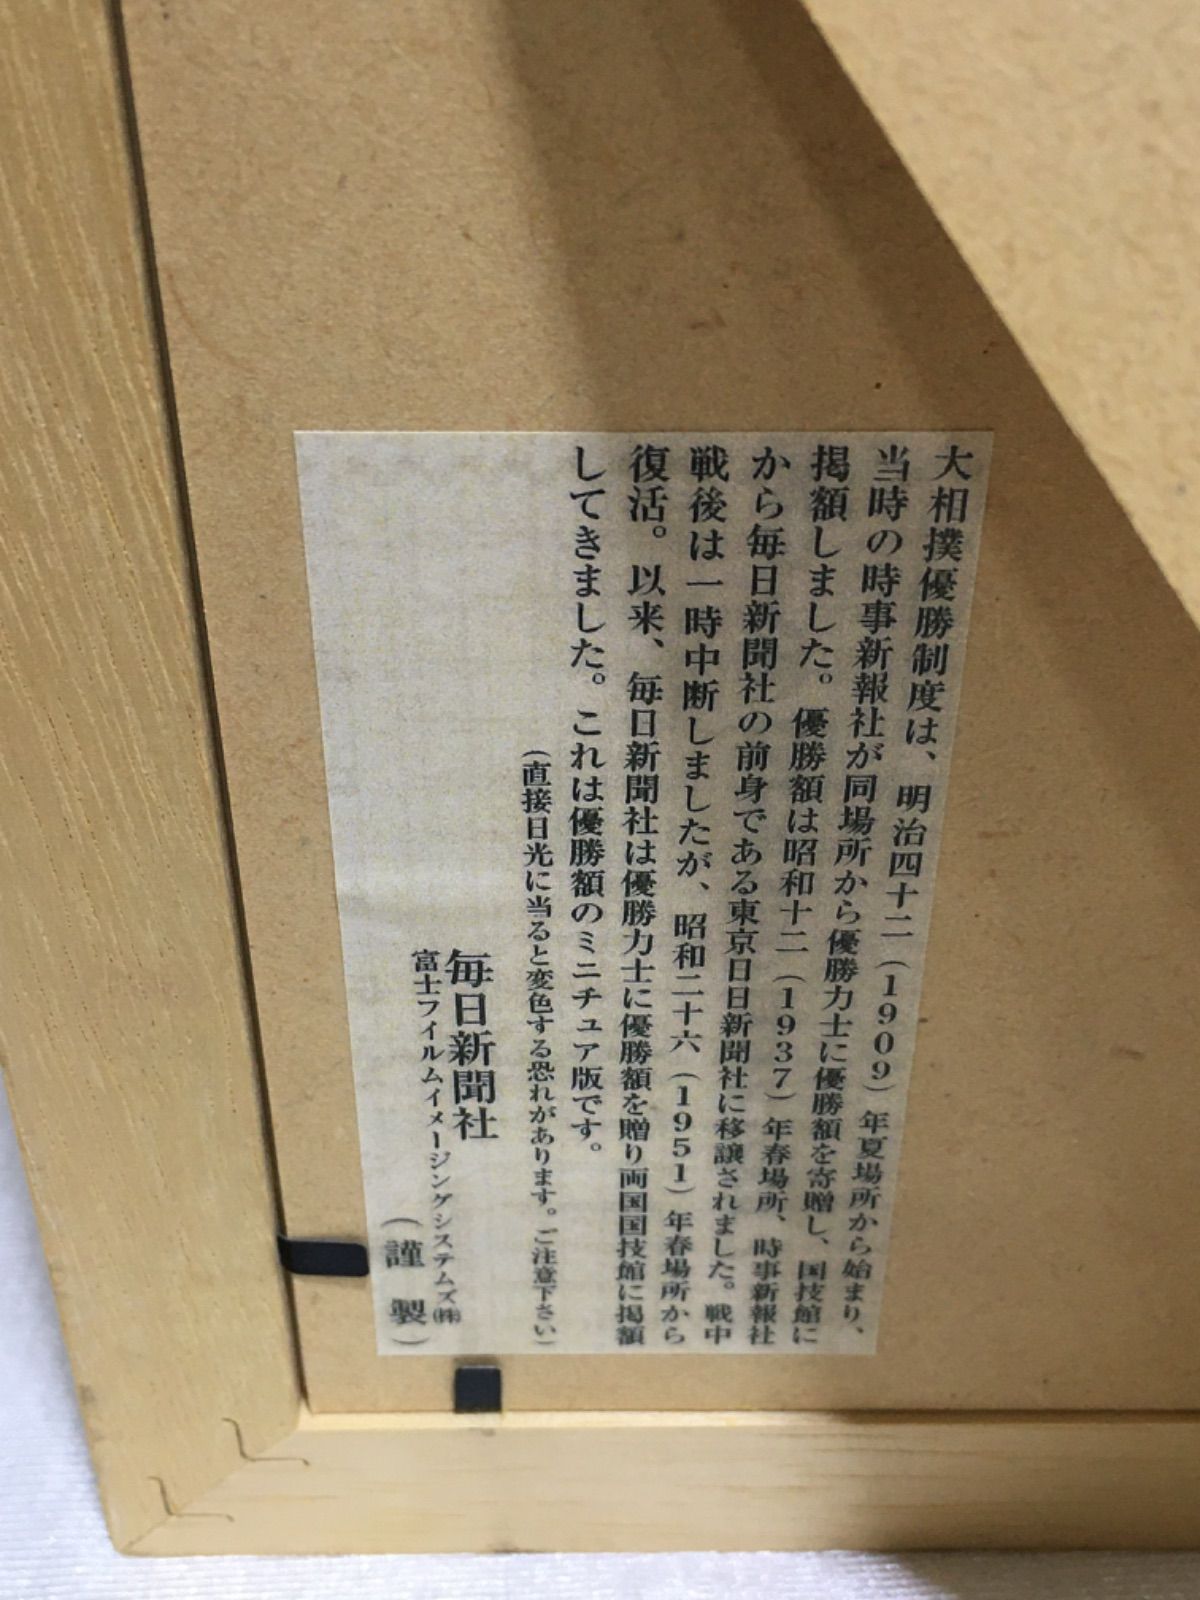 大相撲優勝制度は、明治四十二（1909）年夏場所から始まり、
当時の時事新報社が同場所から優勝力士に優勝額を寄贈し、国技館に
掲額しました。優勝額は昭和十二（1937）年春場所、時事新報社
から毎日新聞社の前身である東京日日新聞社に移譲されました。戦中
戦後は一時中断しましたが、昭和二十六（1951）年春場所から
復活。以来、毎日新聞社は優勝力士に優勝額を贈り両国国技館に掲額
してきました。これは優勝額のミニチュア版です。
（直接日光に当ると変色する恐れがあります。ご注意下さい）
毎日新聞社
富士フイルムイメージングシステムズ㈱
（謹製）